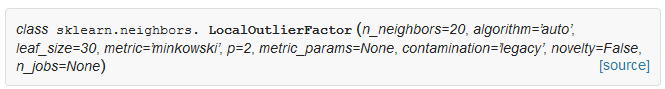 class sklearn.neighbors. LocalOutlierFactor (n_neighbors=20, algorithm='auto',
leaf_size=30, metric='minkowski', p=2, metric_params=None, contamination='legacy', novelty=False,
n_jobs=None) [source]